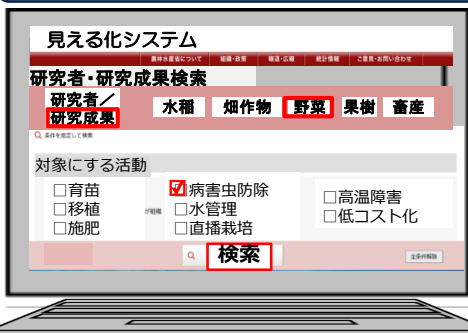 見える化システム
農林水産省について 組織・政策 報道・広報 統計情報 ご意見・お問い合わせ
研究者・研究成果検索
研究者／
研究成果
水稲 畑作物 野菜 果樹 畜産
条件を指定して検索
対象にする活動
□育苗 ☑病害虫防除 □高温障害
□移植 が組織 □水管理 □低コスト化
□施肥 □直播栽培
検索 全条件解除